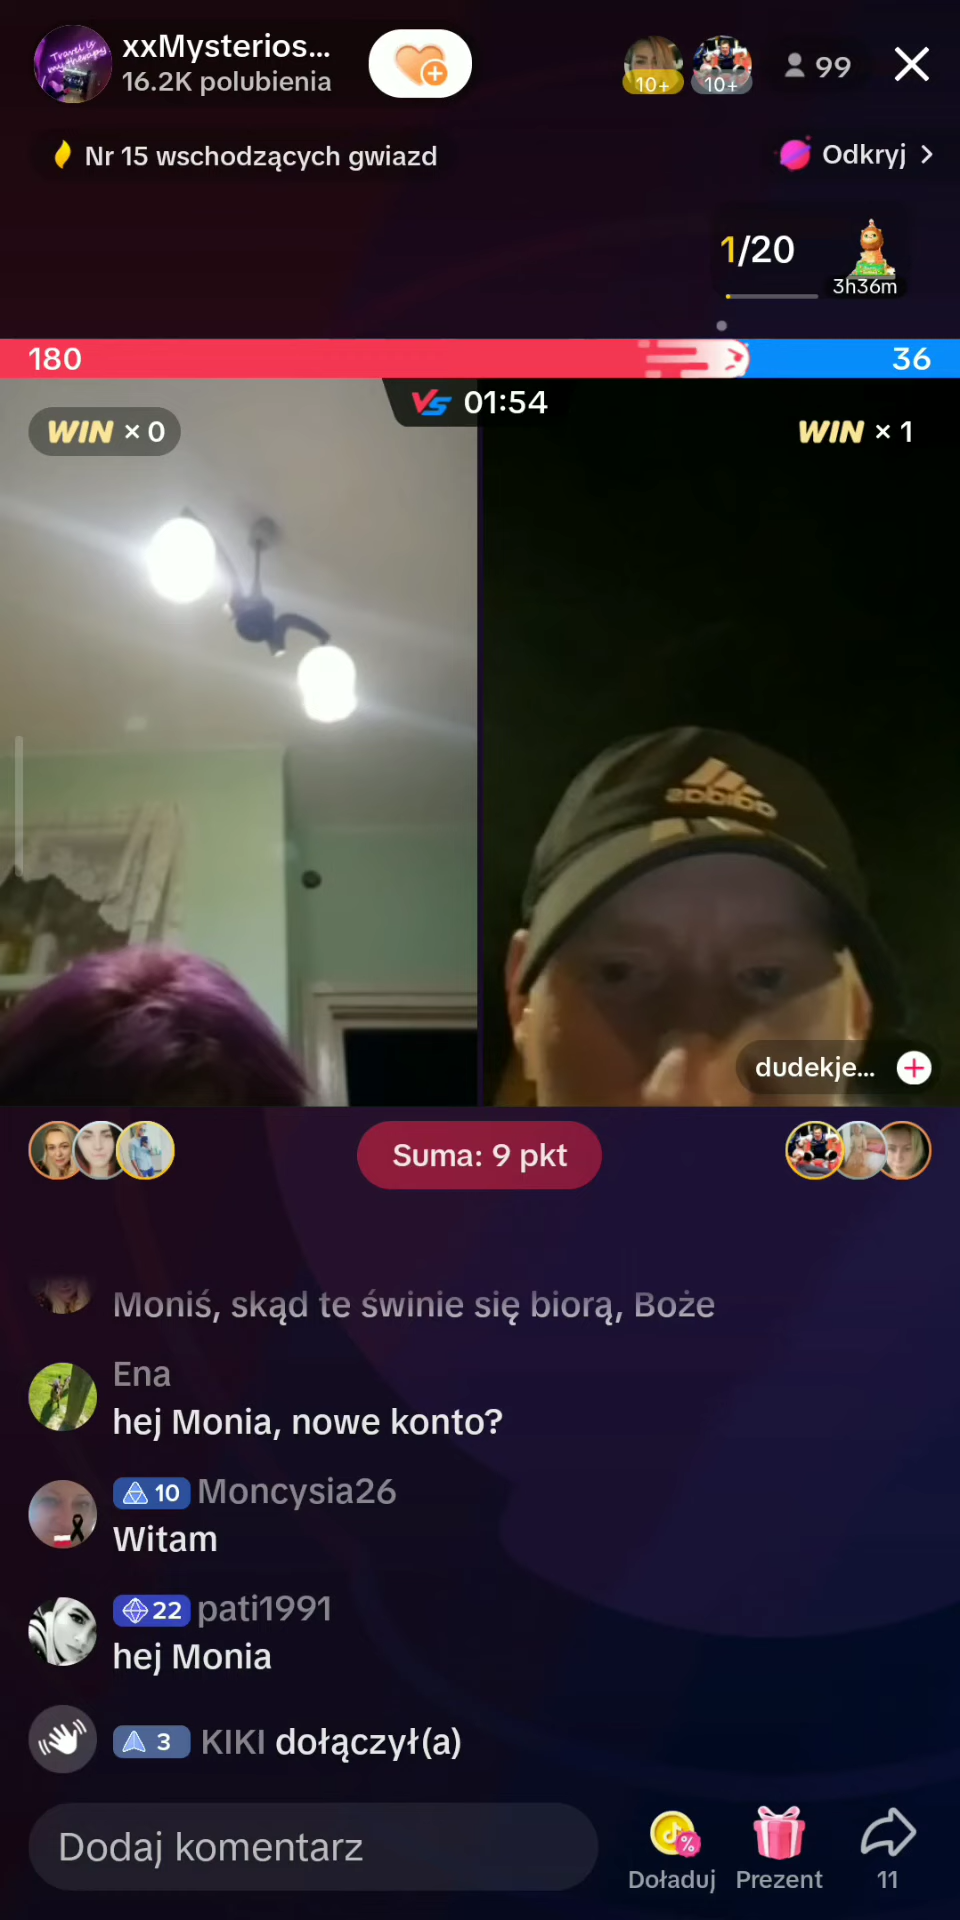 xxMysterios...
16.2K polubienia
10+
10+
99
Nr 15 wschodzących gwiazd
Odkryj
1/20
3h36m
180
36
VS 01:54
WIN × 0
WIN × 1
adidas
dudekje...
Suma: 9 pkt
Moniś, skąd te świnie się biorą, Boże
Ena
hej Monia, nowe konto?
10 Moncysia26
Witam
22 pati1991
hej Monia
3 KIKI dołączył(a)
Dodaj komentarz
Doładuj
Prezent
11